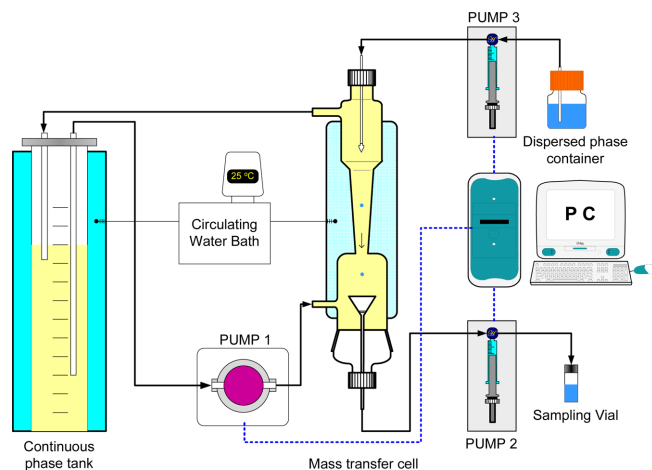 PUMP 3
Dispersed phase
container
25 ºC
Circulating
Water Bath
P C
PUMP 1
PUMP 2
Sampling Vial
Continuous
phase tank
Mass transfer cell